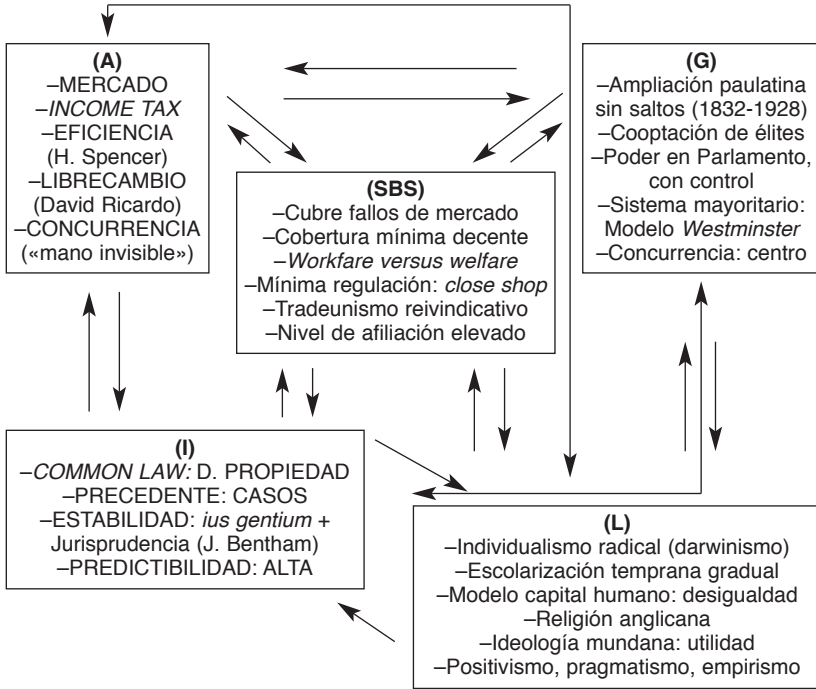 (A)
–MERCADO
–INCOME TAX
–EFICIENCIA
(H. Spencer)
–LIBRECAMBIO
(David Ricardo)
–CONCURRENCIA
(«mano invisible»)
(G)
–Ampliación paulatina
sin saltos (1832-1928)
–Cooptación de élites
–Poder en Parlamento,
con control
–Sistema mayoritario:
Modelo Westminster
–Concurrencia: centro
(SBS)
–Cubre fallos de mercado
–Cobertura mínima decente
–Workfare versus welfare
–Mínima regulación: close shop
–Tradeunismo reivindicativo
–Nivel de afiliación elevado
(I)
–COMMON LAW: D. PROPIEDAD
–PRECEDENTE: CASOS
–ESTABILIDAD: ius gentium +
Jurisprudencia (J. Bentham)
–PREDICTIBILIDAD: ALTA
(L)
–Individualismo radical (darwinismo)
–Escolarización temprana gradual
–Modelo capital humano: desigualdad
–Religión anglicana
–Ideología mundana: utilidad
–Positivismo, pragmatismo, empirismo